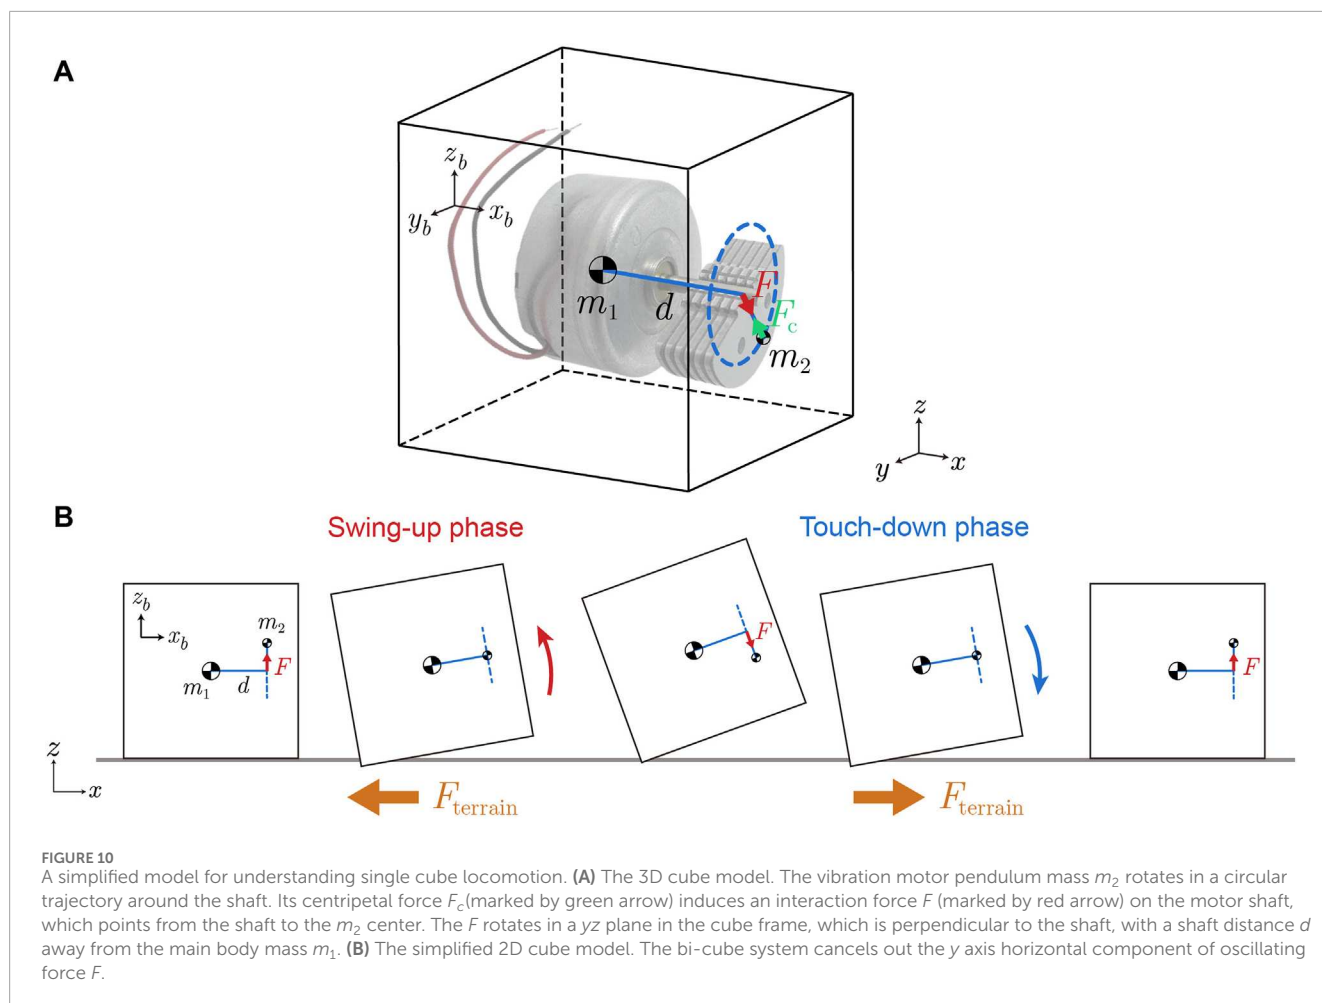 A
z_b
y_b
x_b
m_1
d
F
F_c
m_2
z
y
x
B
Swing-up phase
Touch-down phase
z_b
x_b
m_2
F
m_1
d
F
F
z
x
F_terrain
F_terrain
FIGURE 10
A simplified model for understanding single cube locomotion. (A) The 3D cube model. The vibration motor pendulum mass m_2 rotates in a circular
trajectory around the shaft. Its centripetal force F_c(marked by green arrow) induces an interaction force F (marked by red arrow) on the motor shaft,
which points from the shaft to the m_2 center. The F rotates in a yz plane in the cube frame, which is perpendicular to the shaft, with a shaft distance d
away from the main body mass m_1. (B) The simplified 2D cube model. The bi-cube system cancels out the y axis horizontal component of oscillating
force F.